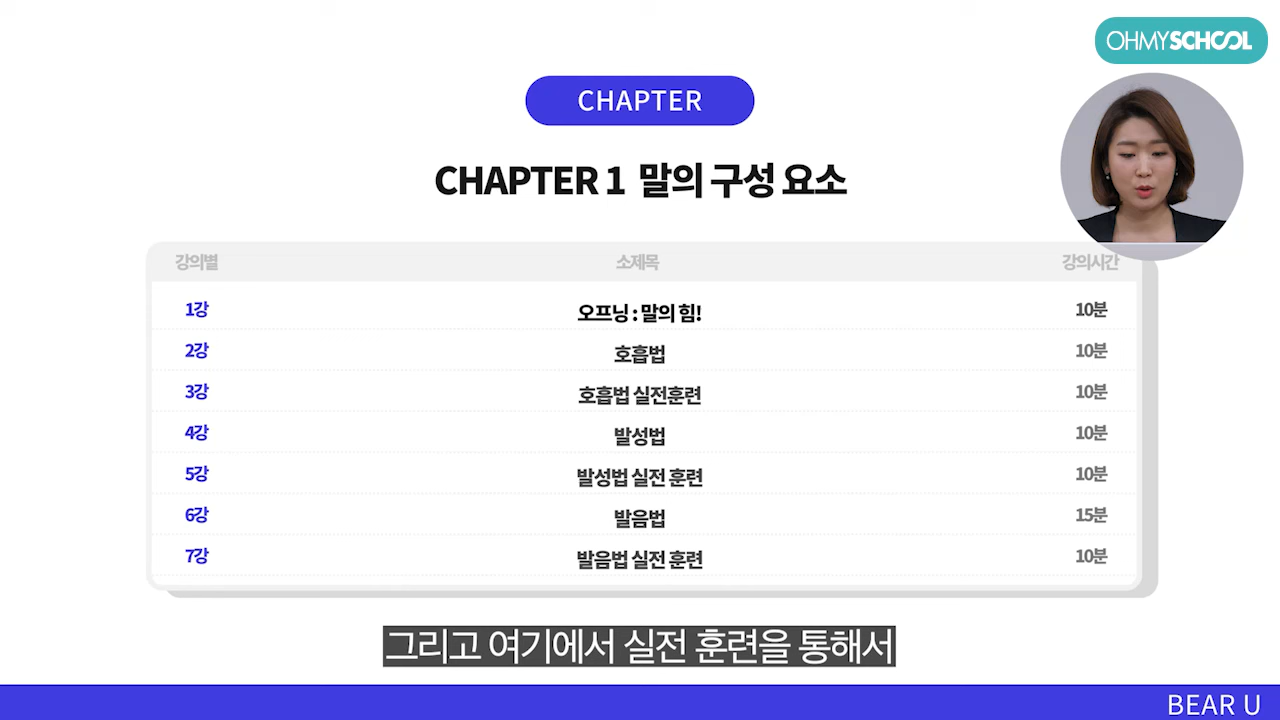 OHMYSCHOOL
CHAPTER
CHAPTER 1 말의 구성 요소
강의별 소제목 강의시간
1강 오프닝 : 말의 힘! 10분
2강 호흡법 10분
3강 호흡법 실전훈련 10분
4강 발성법 10분
5강 발성법 실전 훈련 10분
6강 발음법 15분
7강 발음법 실전 훈련 10분
그리고 여기에서 실전 훈련을 통해서
BEAR U